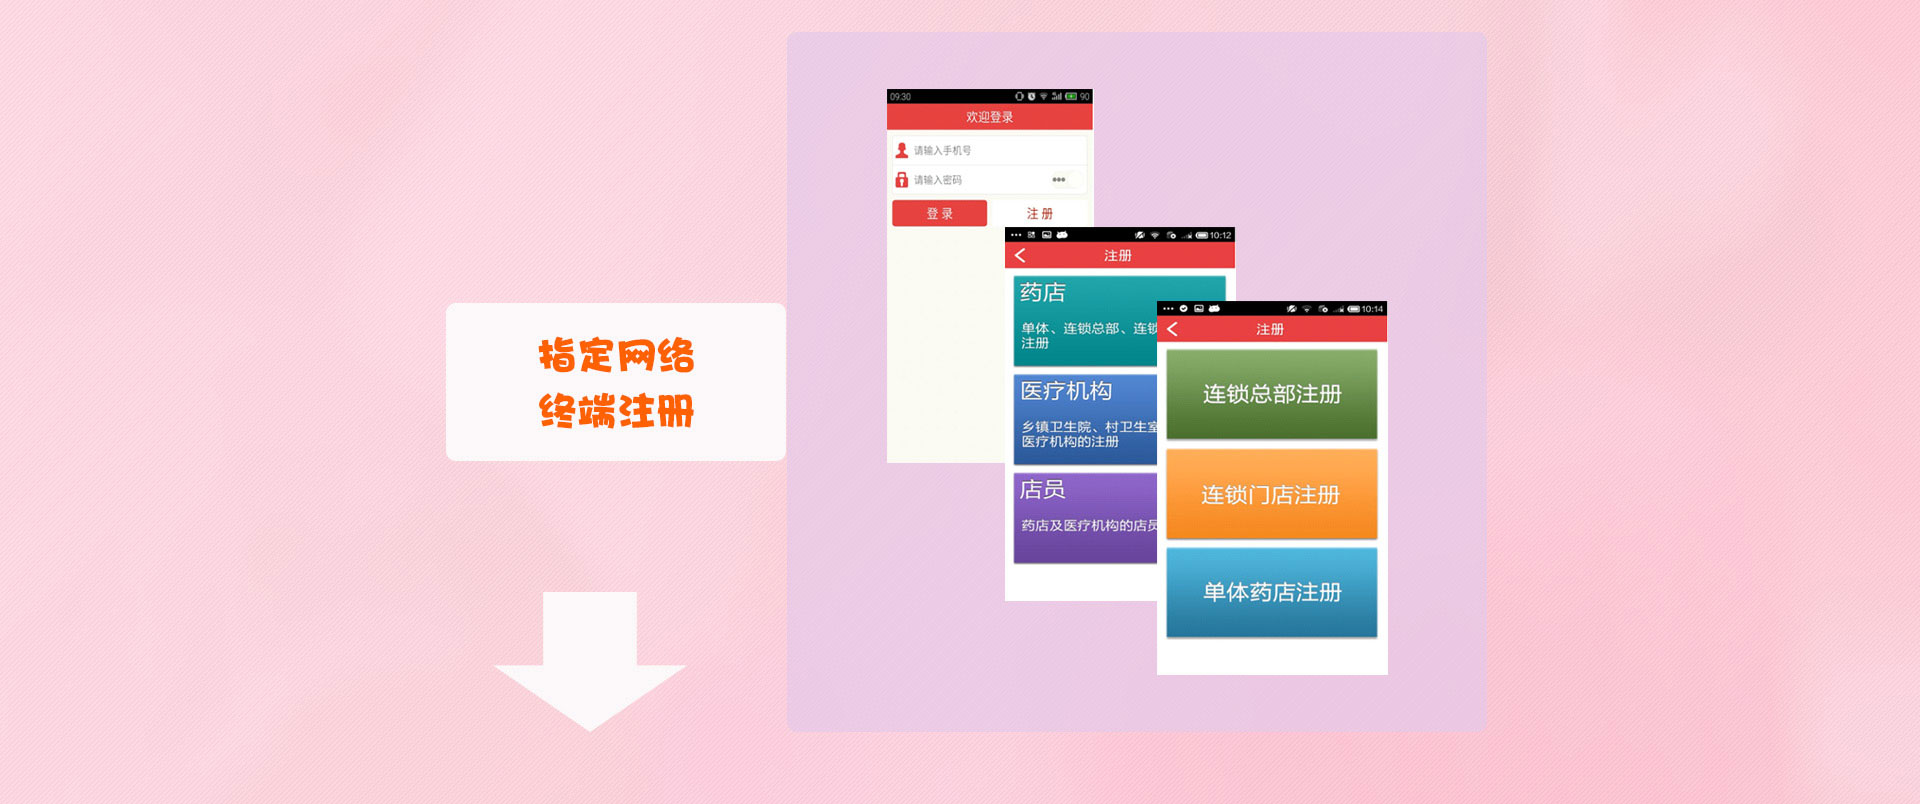 指定网络
终端注册
09:30
90
欢迎登录
请输入手机号
请输入密码
登录
注册
10:12
注册
药店
单体、连锁总部、连锁
注册
医疗机构
乡镇卫生院、村卫生室
医疗机构的注册
店员
药店及医疗机构的店员
10:14
注册
连锁总部注册
连锁门店注册
单体药店注册